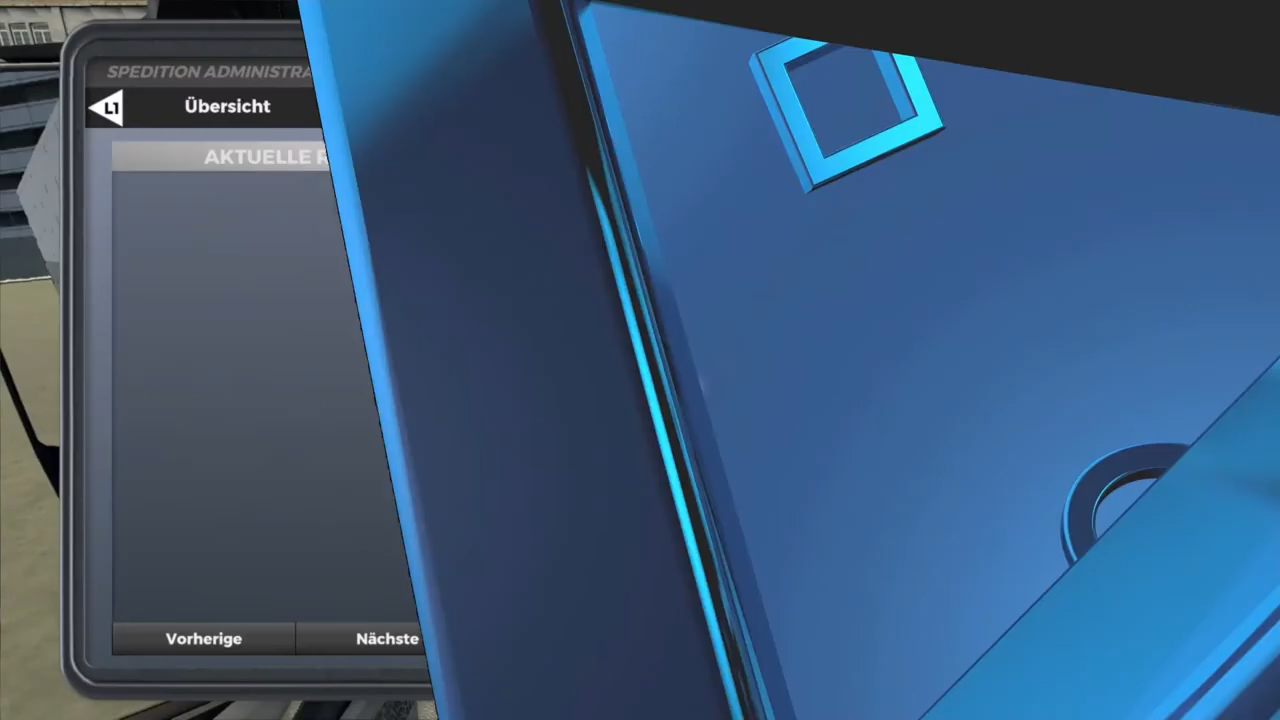 SPEDITION ADMINISTRA
L1
Übersicht
AKTUELLE
Vorherige
Nächste